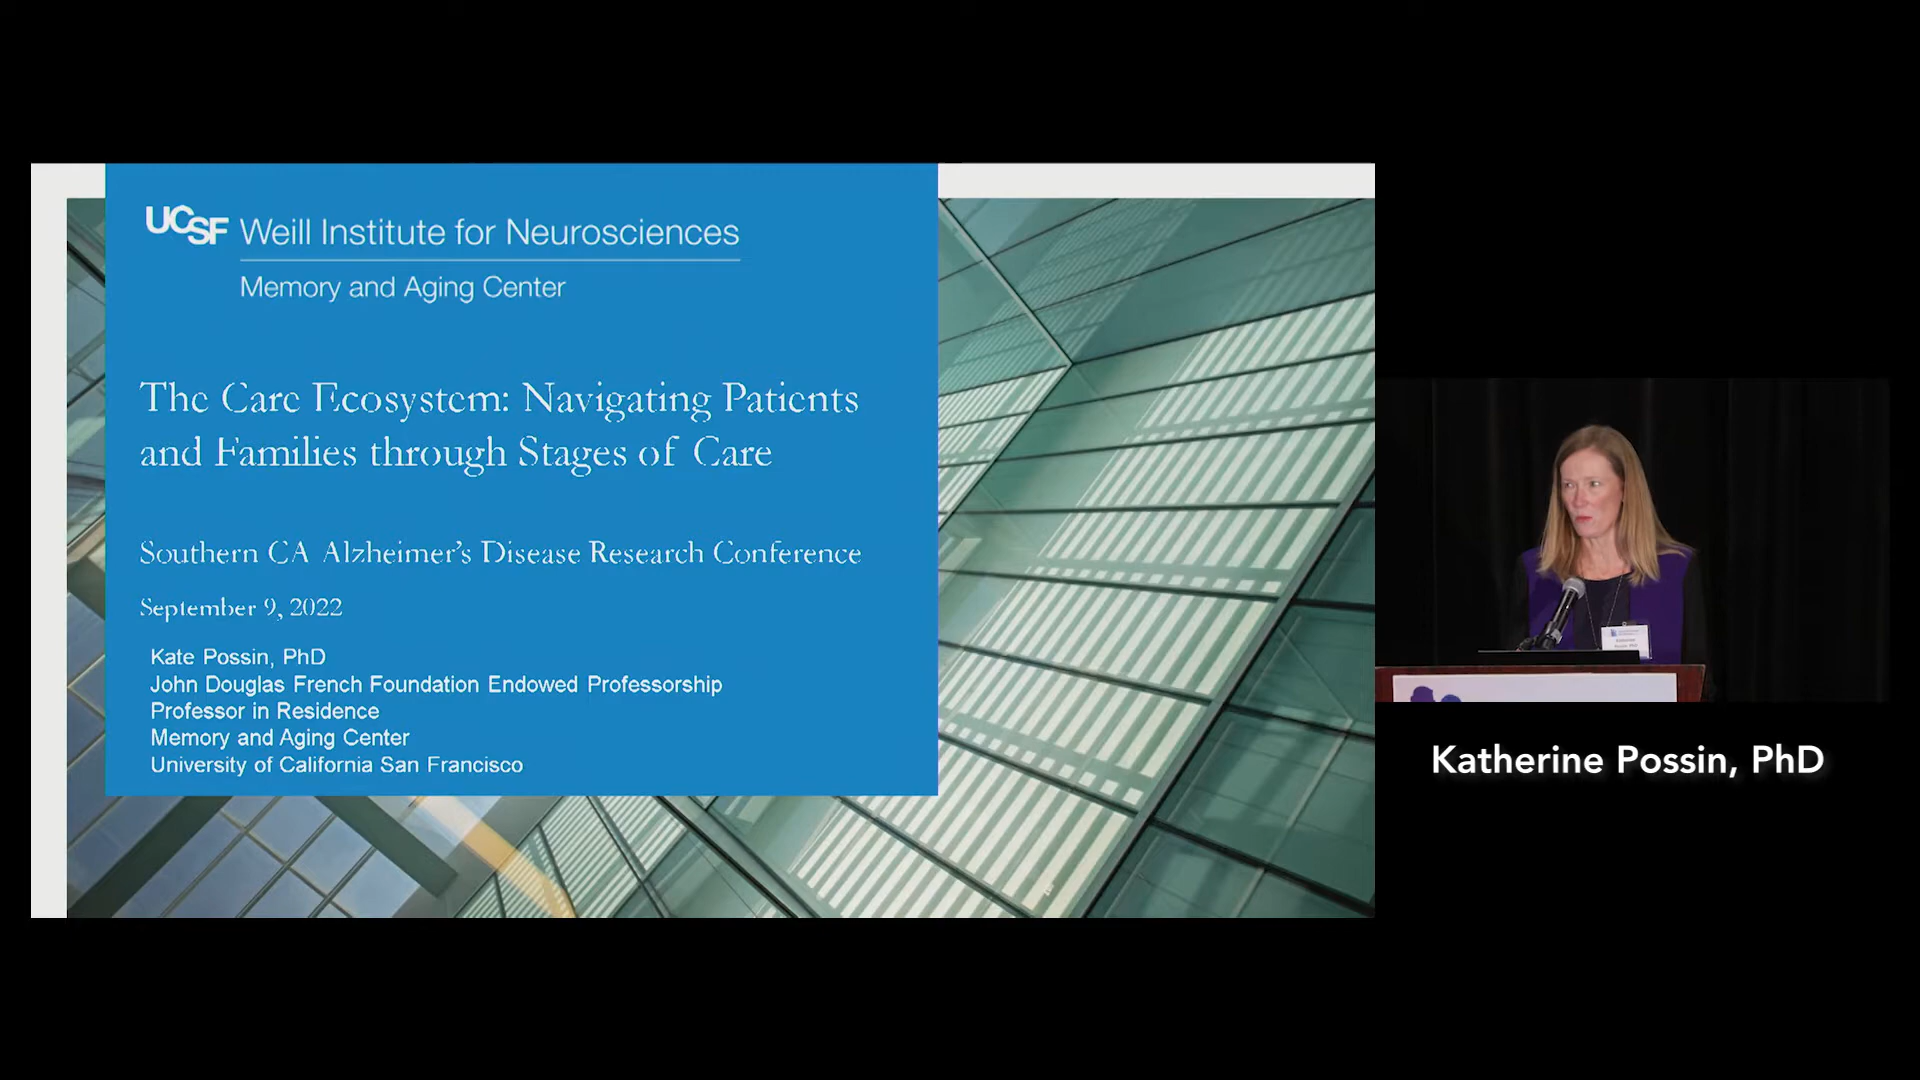 UCSF Weill Institute for Neurosciences
Memory and Aging Center
The Care Ecosystem: Navigating Patients
and Families through Stages of Care
Southern CA Alzheimer's Disease Research Conference
September 9, 2022
Kate Possin, PhD
John Douglas French Foundation Endowed Professorship
Professor in Residence
Memory and Aging Center
University of California San Francisco
Katherine Possin, PhD